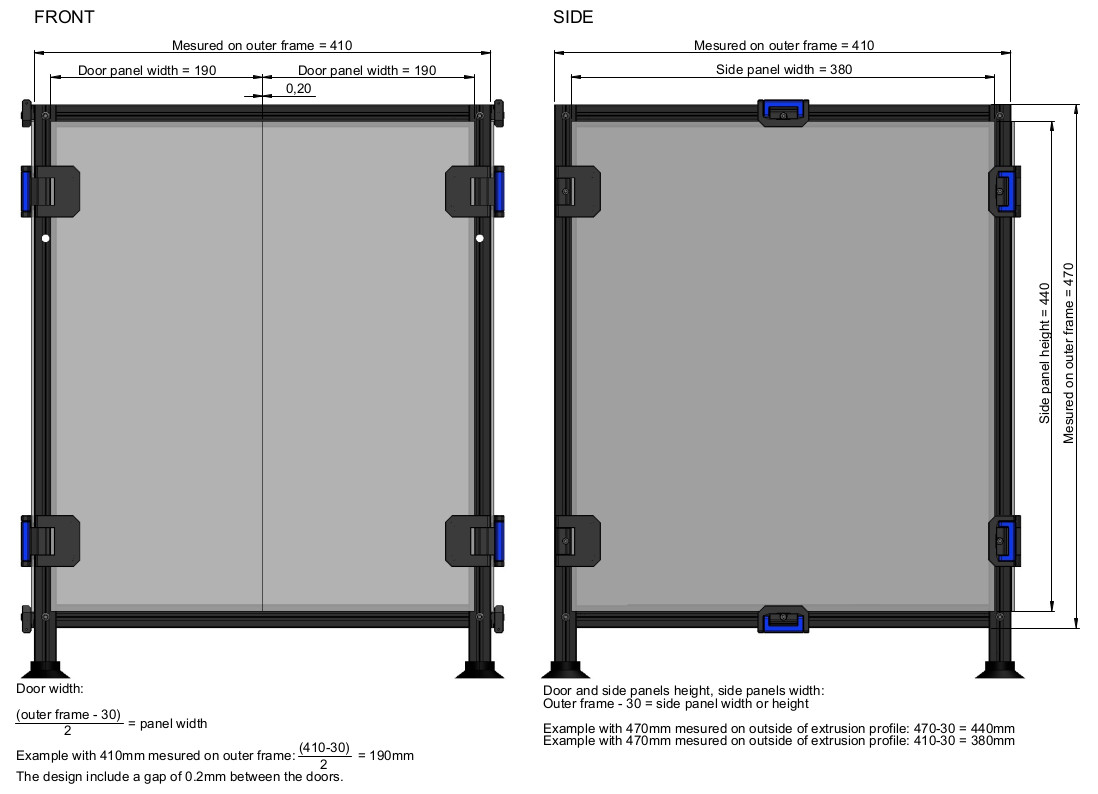 FRONT
SIDE
Mesured on outer frame = 410
Mesured on outer frame = 410
Door panel width = 190
Door panel width = 190
Side panel width = 380
0,20
Side panel height = 440
Mesured on outer frame = 470
Door width:
(outer frame - 30)
2
= panel width
Example with 410mm mesured on outer frame: (410-30)
2
= 190mm
The design include a gap of 0.2mm between the doors.
Door and side panels height, side panels width:
Outer frame - 30 = side panel width or height
Example with 470mm mesured on outside of extrusion profile: 470-30 = 440mm
Example with 470mm mesured on outside of extrusion profile: 410-30 = 380mm